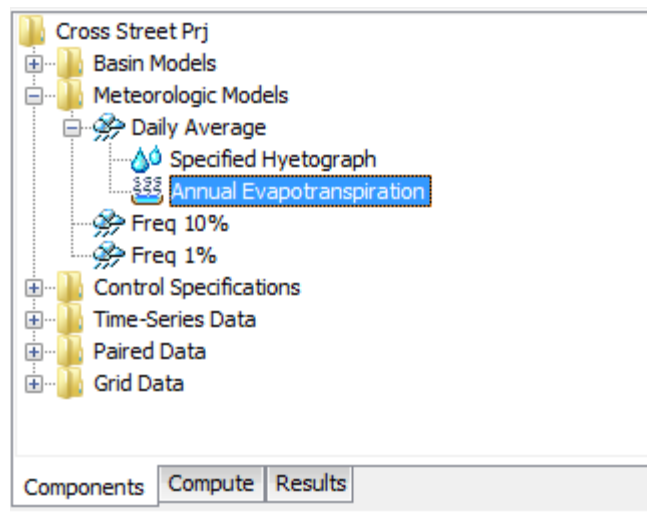 Cross Street Prj
Basin Models
Meteorologic Models
Daily Average
Specified Hyetograph
Annual Evapotranspiration
Freq 10%
Freq 1%
Control Specifications
Time-Series Data
Paired Data
Grid Data
Components Compute Results